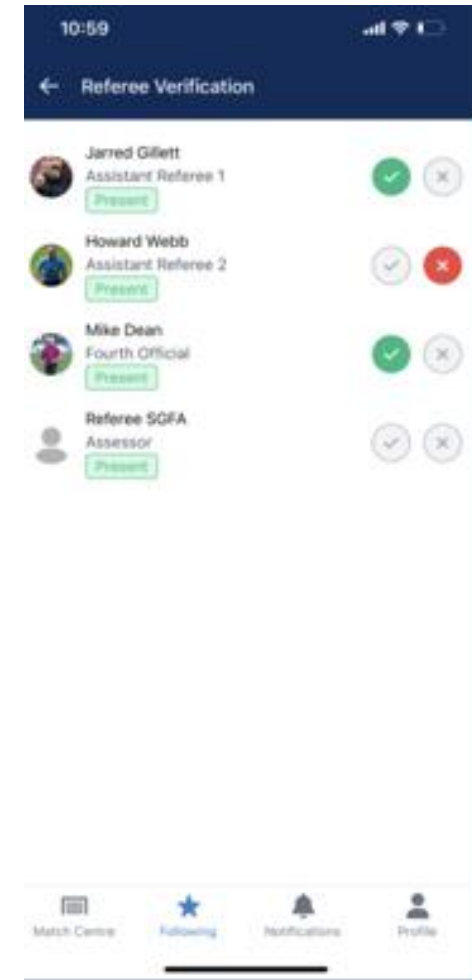 10:59
Referee Verification
Jarred Gillett
Assistant Referee 1
Present
Howard Webb
Assistant Referee 2
Present
Mike Dean
Fourth Official
Present
Referee SGFA
Assessor
Present
Match Centre
Following
Notifications
Profile